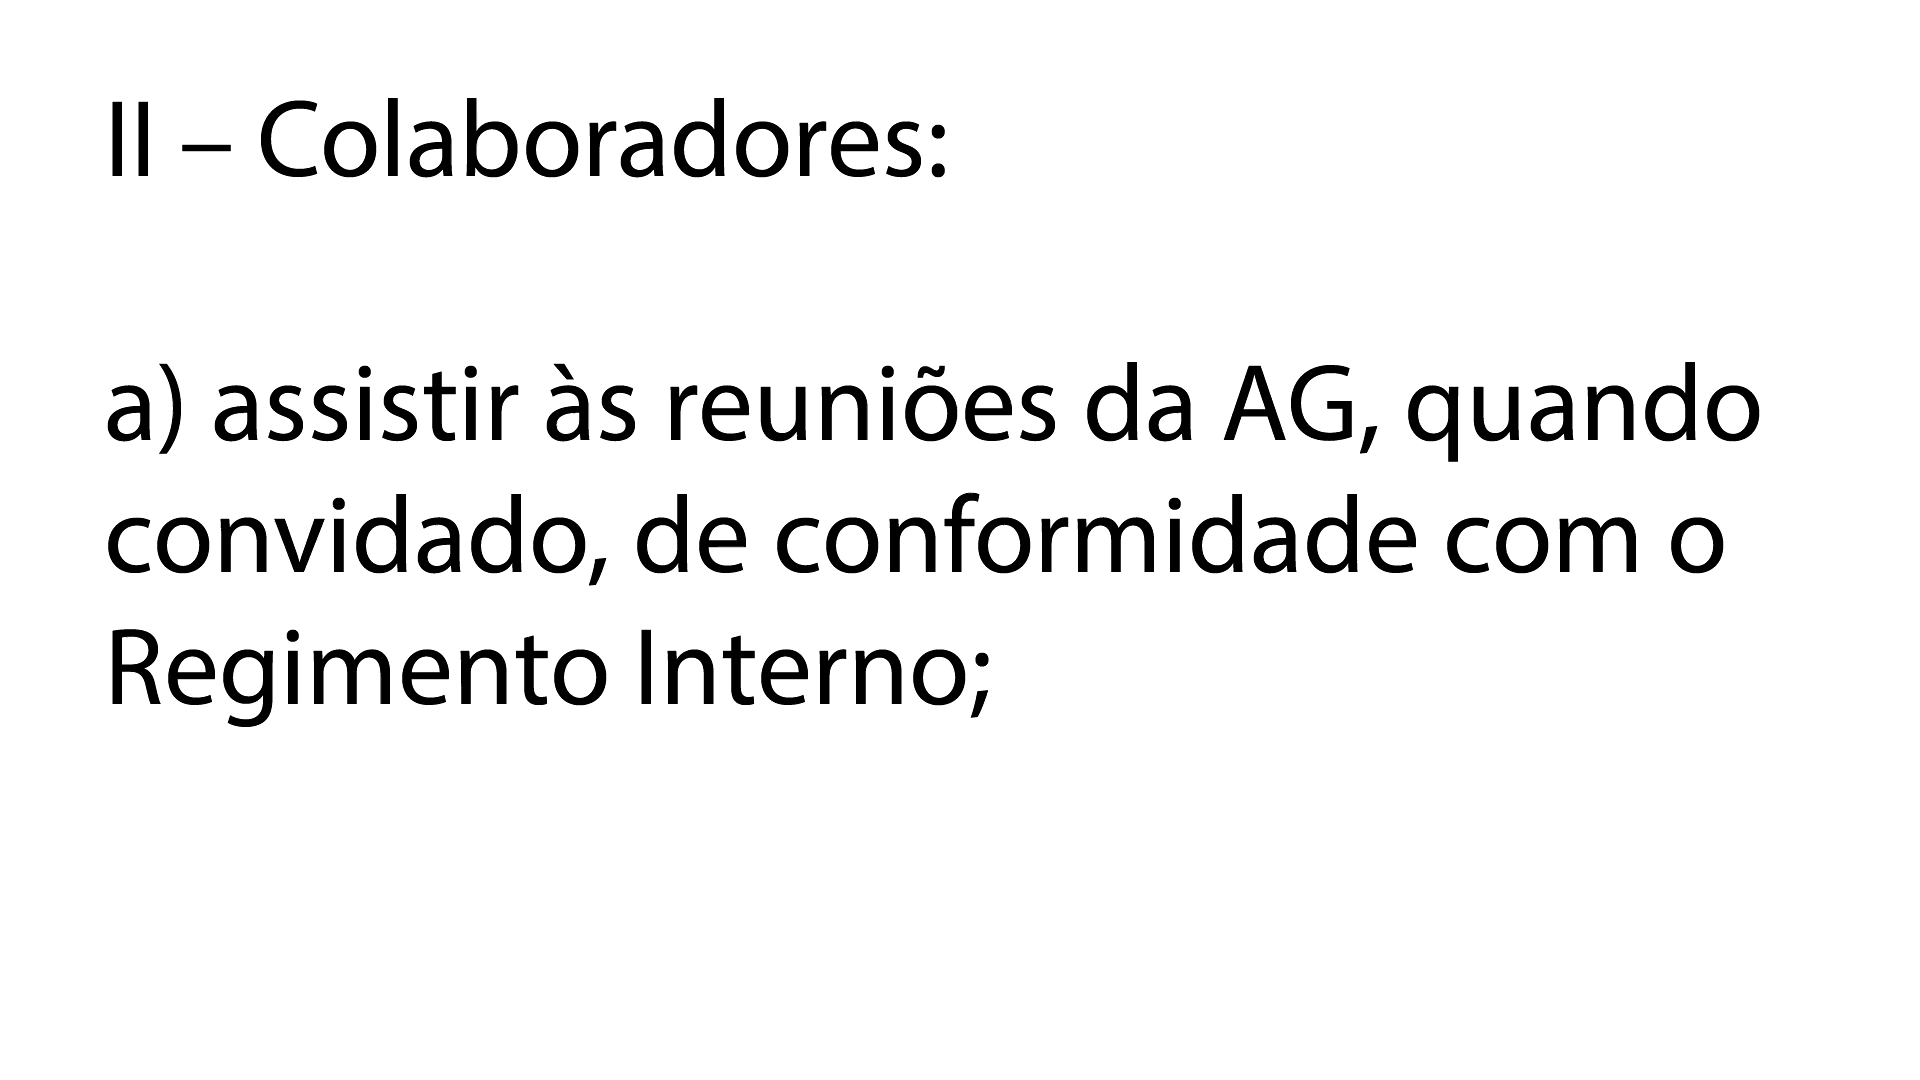 II – Colaboradores:
a) assistir às reuniões da AG, quando
convidado, de conformidade com o
Regimento Interno;